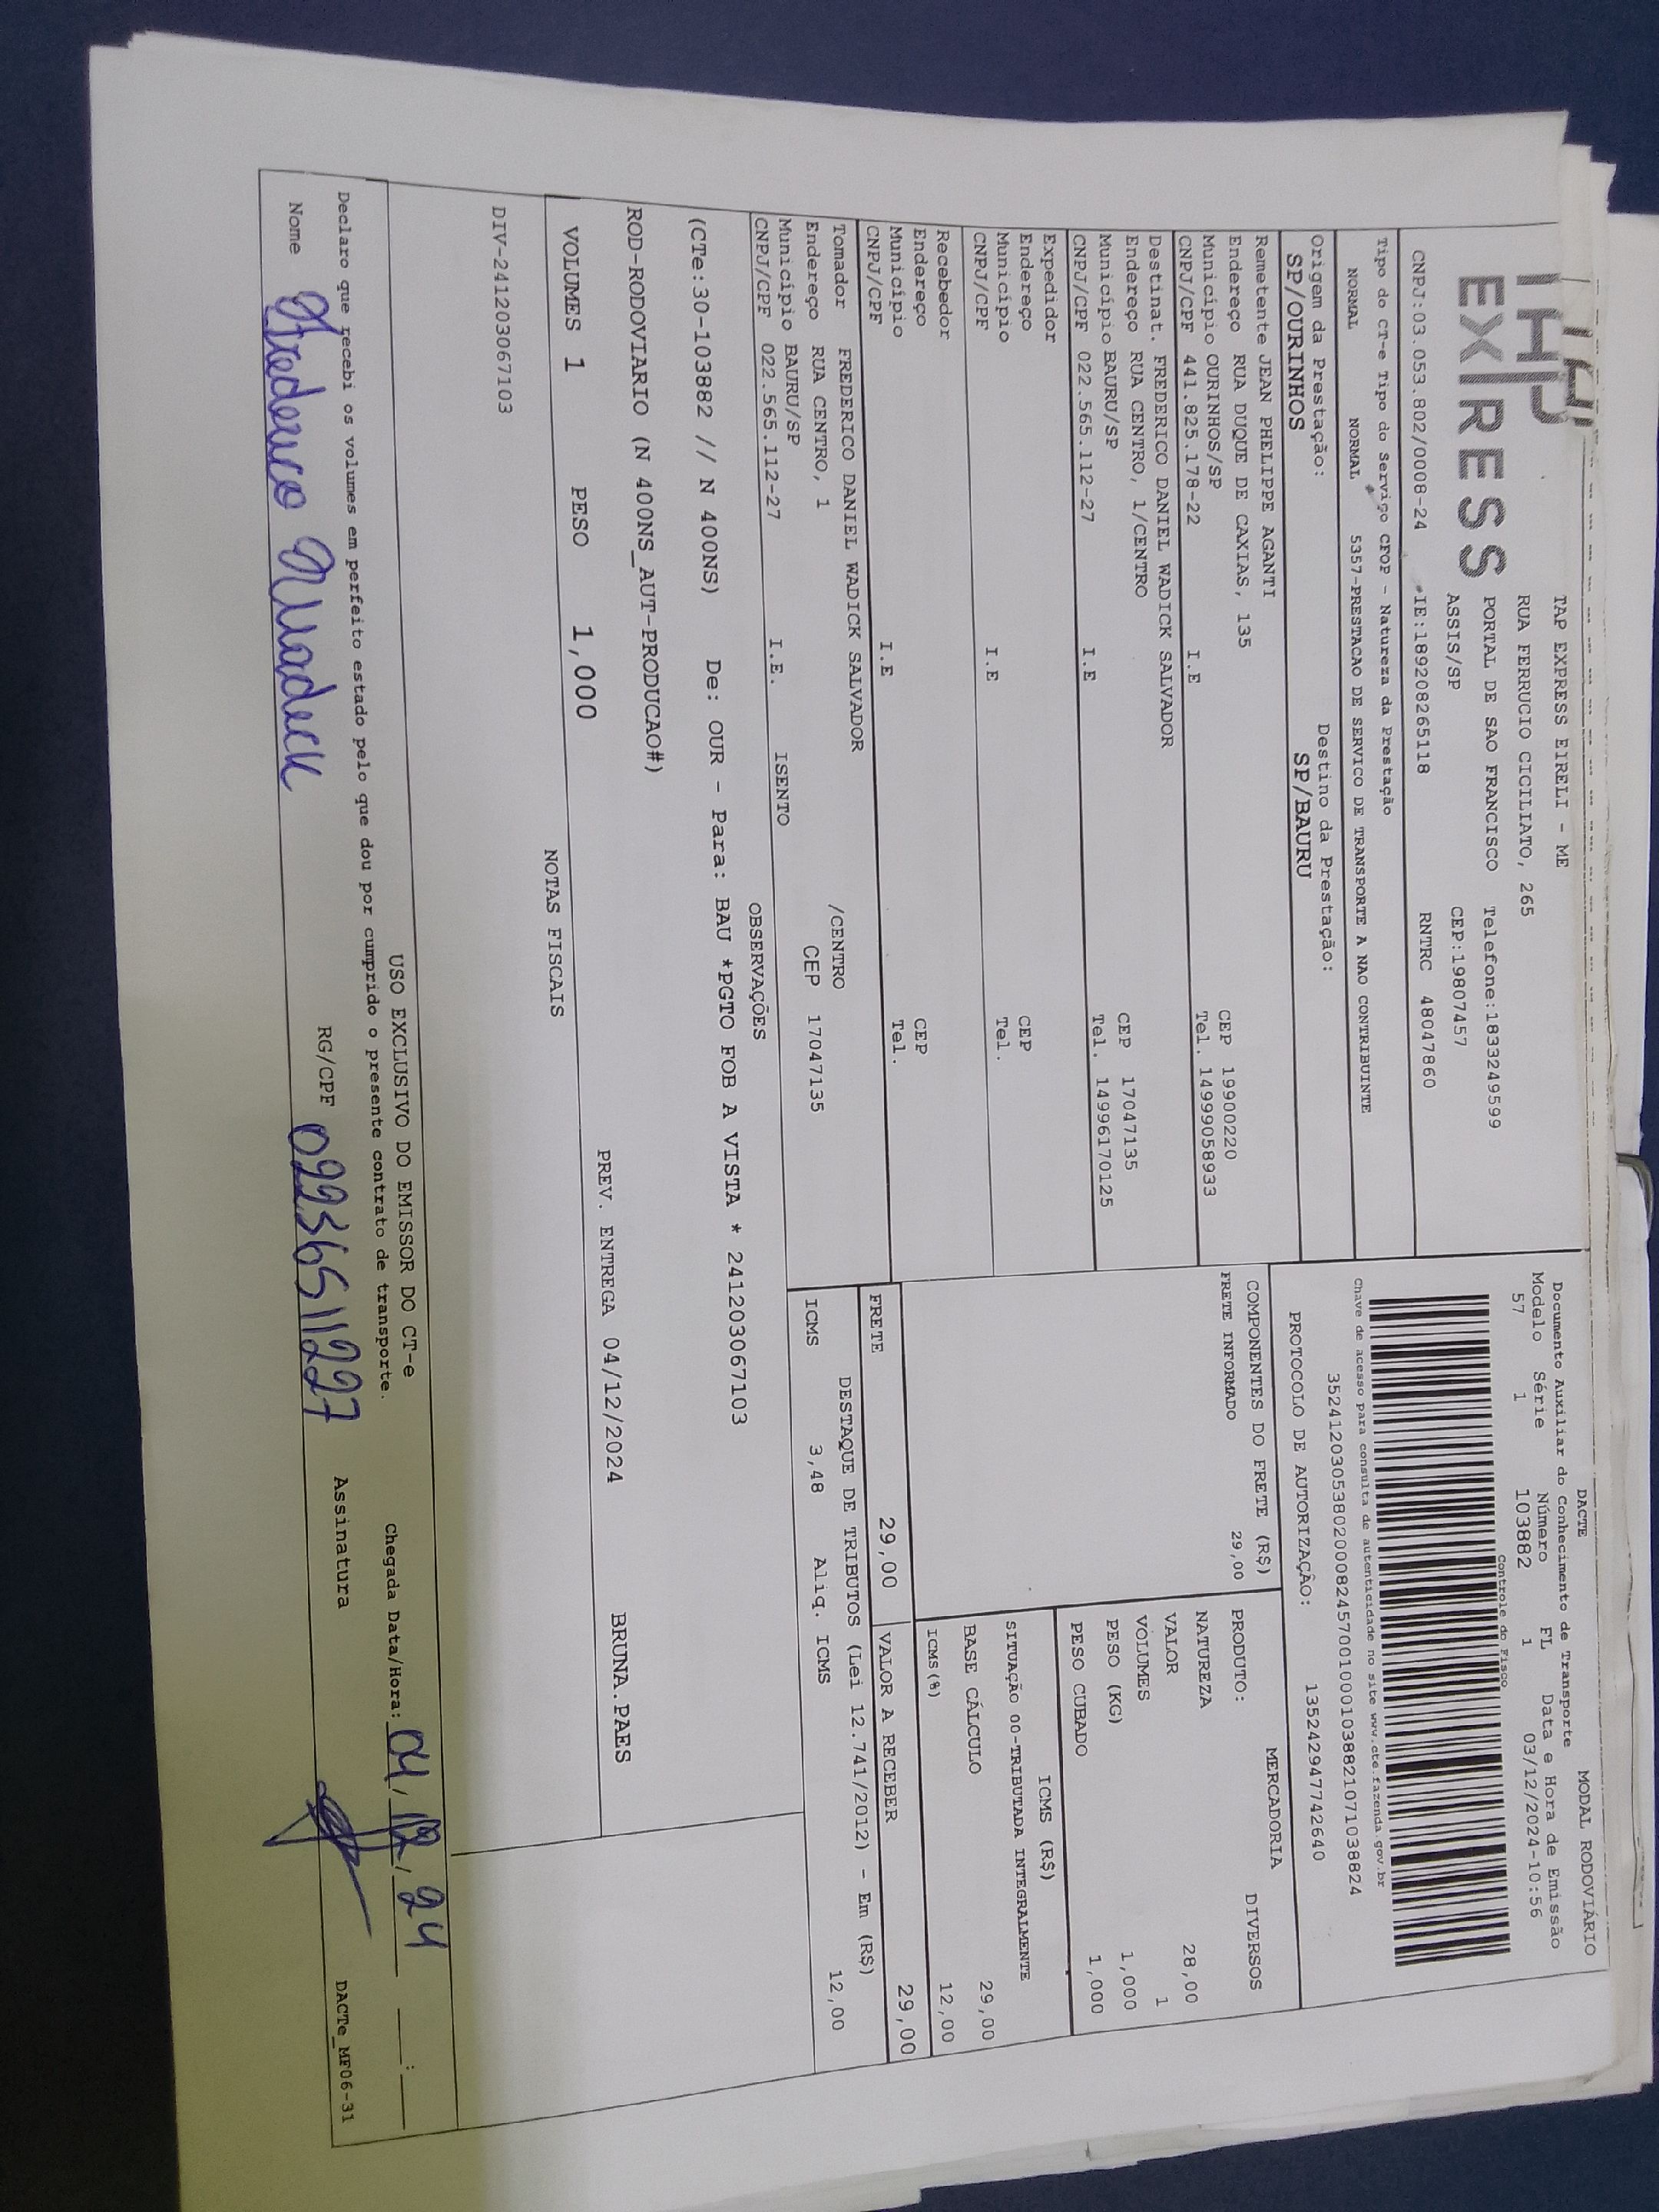 EX/RESS
TAP EXPRESS EIRELI - ME
RUA FERRUCIO CICILIATO, 265
PORTAL DE SAO FRANCISCO Telefone:1833249599
ASSIS/SP CEP:19807457
CNPJ:03.053.802/0008-24 IE:189208265118 RNTRC 48047860
Tipo do CT-e Tipo do Serviço CFOP - Natureza da Prestação
NORMAL NORMAL 5357-PRESTACAO DE SERVICO DE TRANSPORTE A NAO CONTRIBUINTE
Origem da Prestação: Destino da Prestação:
SP/OURINHOS SP/BAURU
Remetente JEAN PHELIPPE AGANTI
Endereço RUA DUQUE DE CAXIAS, 135 CEP 19900220
Município OURINHOS/SP Tel. 14999058933
CNPJ/CPF 441.825.178-22 I.E
Destinat. FREDERICO DANIEL WADICK SALVADOR
Endereço RUA CENTRO, 1/CENTRO CEP 17047135
Município BAURU/SP Tel. 14996170125
CNPJ/CPF 022.565.112-27 I.E
Expedidor
Endereço CEP
Município Tel.
CNPJ/CPF I.E
Recebedor
Endereço CEP
Município Tel.
CNPJ/CPF I.E
Tomador FREDERICO DANIEL WADICK SALVADOR
Endereço RUA CENTRO, 1 /CENTRO
Município BAURU/SP CEP 17047135
CNPJ/CPF 022.565.112-27 I.E. ISENTO
DACTE MODAL RODOVIÁRIO
Documento Auxiliar do Conhecimento de Transporte
Modelo Série Número FL Data e Hora de Emissão
57 1 103882 1 03/12/2024-10:56
Controle do Fisco
Chave de acesso para consulta de autenticidade no site www.cte.fazenda.gov.br
35241203053802000824570010001038821071038824
PROTOCOLO DE AUTORIZAÇÃO: 135242947742640
COMPONENTES DO FRETE (R$)
FRETE INFORMADO 29,00
MERCADORIA
PRODUTO: DIVERSOS
NATUREZA
VALOR 28,00
VOLUMES 1
PESO (KG) 1,000
PESO CUBADO 1,000
ICMS (R$)
SITUAÇÃO 00-TRIBUTADA INTEGRALMENTE
BASE CÁLCULO 29,00
ICMS(%) 12,00
FRETE 29,00 VALOR A RECEBER 29,00
DESTAQUE DE TRIBUTOS (Lei 12.741/2012) - Em (R$)
ICMS 3,48 Aliq. ICMS 12,00
OBSERVAÇÕES
(CTe:30-103882 // N 400NS) De: OUR - Para: BAU *PGTO FOB A VISTA * 241203067103
ROD-RODOVIARIO (N 400NS_AUT-PRODUCAO#)
PREV. ENTREGA 04/12/2024 BRUNA.PAES
VOLUMES 1 PESO 1,000
NOTAS FISCAIS
DIV-241203067103
USO EXCLUSIVO DO EMISSOR DO CT-e
Declaro que recebi os volumes em perfeito estado pelo que dou por cumprido o presente contrato de transporte.
Chegada Data/Hora: 04/12/24 :
Nome Frederico Wadick RG/CPF 02256511227 Assinatura
DACTe_MF06-31